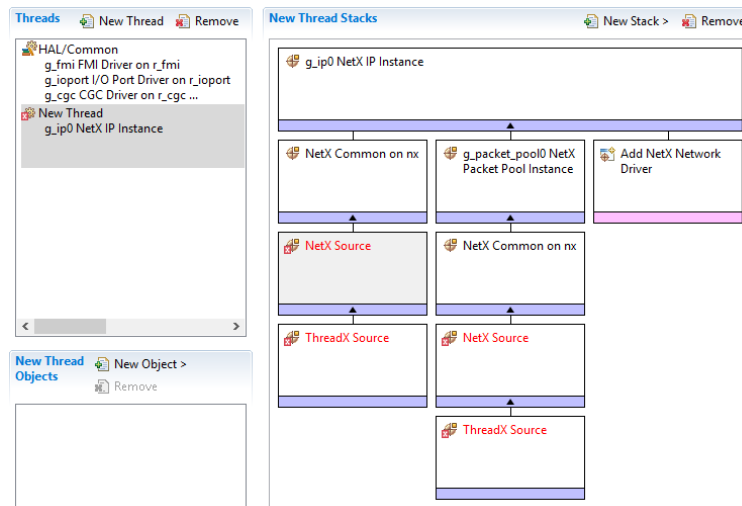 Threads
New Thread
Remove
HAL/Common
g_fmi FMI Driver on r_fmi
g_ioport I/O Port Driver on r_ioport
g_cgc CGC Driver on r_cgc ...
New Thread
g_ip0 NetX IP Instance
New Thread
Objects
New Object >
Remove
New Thread Stacks
New Stack >
Remove
g_ip0 NetX IP Instance
NetX Common on nx
g_packet_pool0 NetX
Packet Pool Instance
Add NetX Network
Driver
NetX Source
NetX Common on nx
ThreadX Source
NetX Source
ThreadX Source